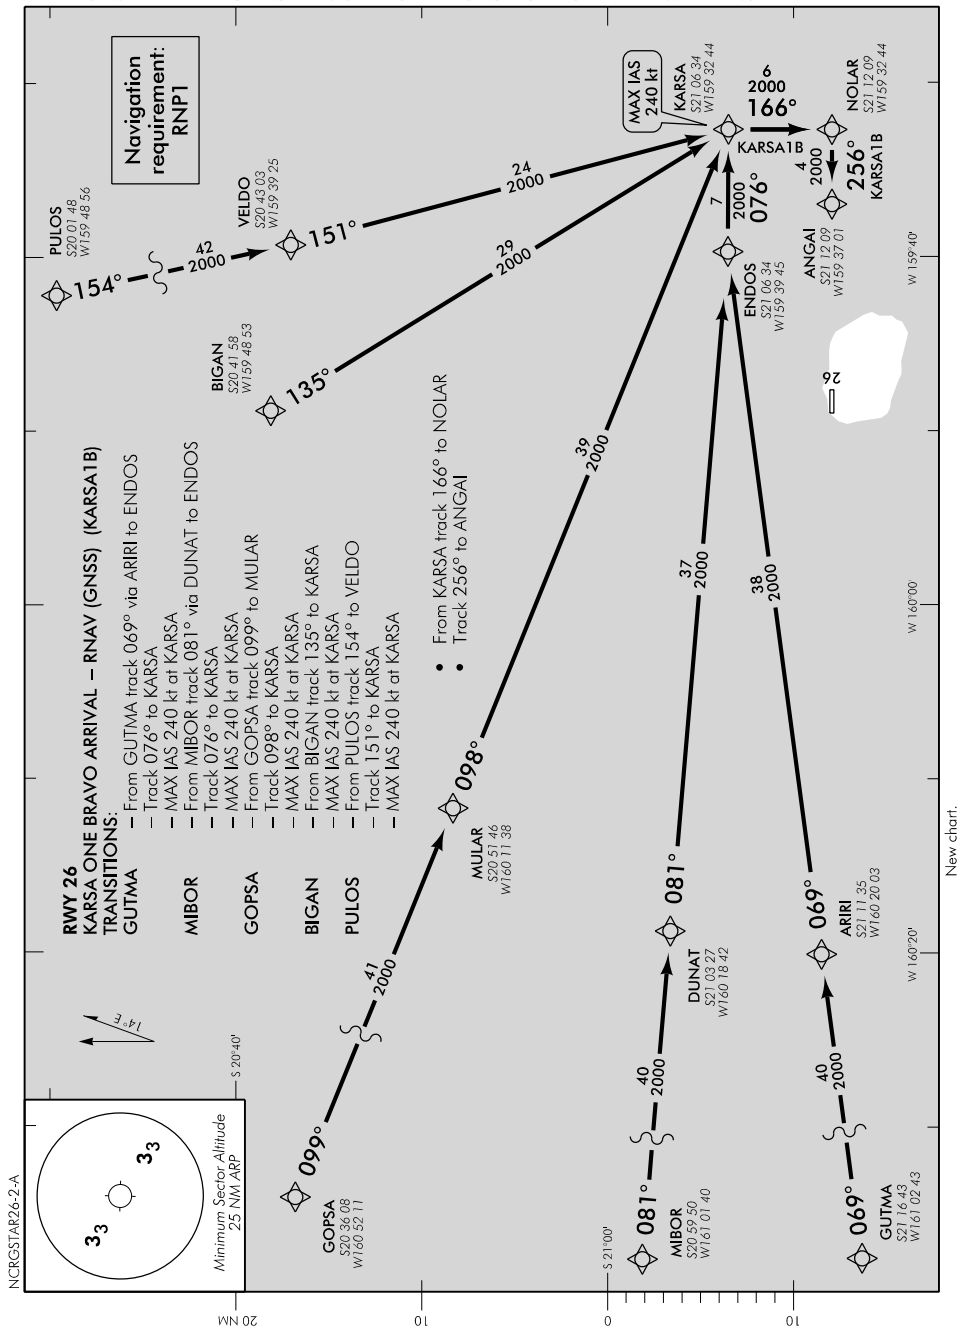 NCRGSTAR26-2-A
3₃
3₃
Minimum Sector Altitude
25 NM ARP
14°E
RWY 26
KARSA ONE BRAVO ARRIVAL – RNAV (GNSS) (KARSA1B)
TRANSITIONS:
GUTMA – From GUTMA track 069° via ARIRI to ENDOS
– Track 076° to KARSA
– MAX IAS 240 kt at KARSA
MIBOR – From MIBOR track 081° via DUNAT to ENDOS
– Track 076° to KARSA
– MAX IAS 240 kt at KARSA
GOPSA – From GOPSA track 099° to MULAR
– Track 098° to KARSA
– MAX IAS 240 kt at KARSA
BIGAN – From BIGAN track 135° to KARSA
– MAX IAS 240 kt at KARSA
PULOS – From PULOS track 154° to VELDO
– Track 151° to KARSA
– MAX IAS 240 kt at KARSA
• From KARSA track 166° to NOLAR
• Track 256° to ANGAI
Navigation
requirement:
RNP1
PULOS
S20 01 48
W159 48 56
154°
42
2000
VELDO
S20 43 03
W159 39 25
151°
24
2000
BIGAN
S20 41 58
W159 48 53
135°
29
2000
GOPSA
S20 36 08
W160 52 11
099°
41
2000
MULAR
S20 51 46
W160 11 38
098°
39
2000
MAX IAS
240 kt
KARSA
S21 06 34
W159 32 44
6
2000
166°
KARSA1B
NOLAR
S21 12 09
W159 32 44
4
2000
256°
KARSA1B
ANGAI
S21 12 09
W159 37 01
7
2000
076°
ENDOS
S21 06 34
W159 39 45
MIBOR
S20 59 50
W161 01 40
081°
40
2000
DUNAT
S21 03 27
W160 18 42
081°
37
2000
GUTMA
S21 16 43
W161 02 43
069°
40
2000
ARIRI
S21 11 35
W160 20 03
069°
38
2000
26
S 20°40'
S 21°00'
W 160°20'
W 160°00'
W 159°40'
20 NM
10
0
10
New chart.